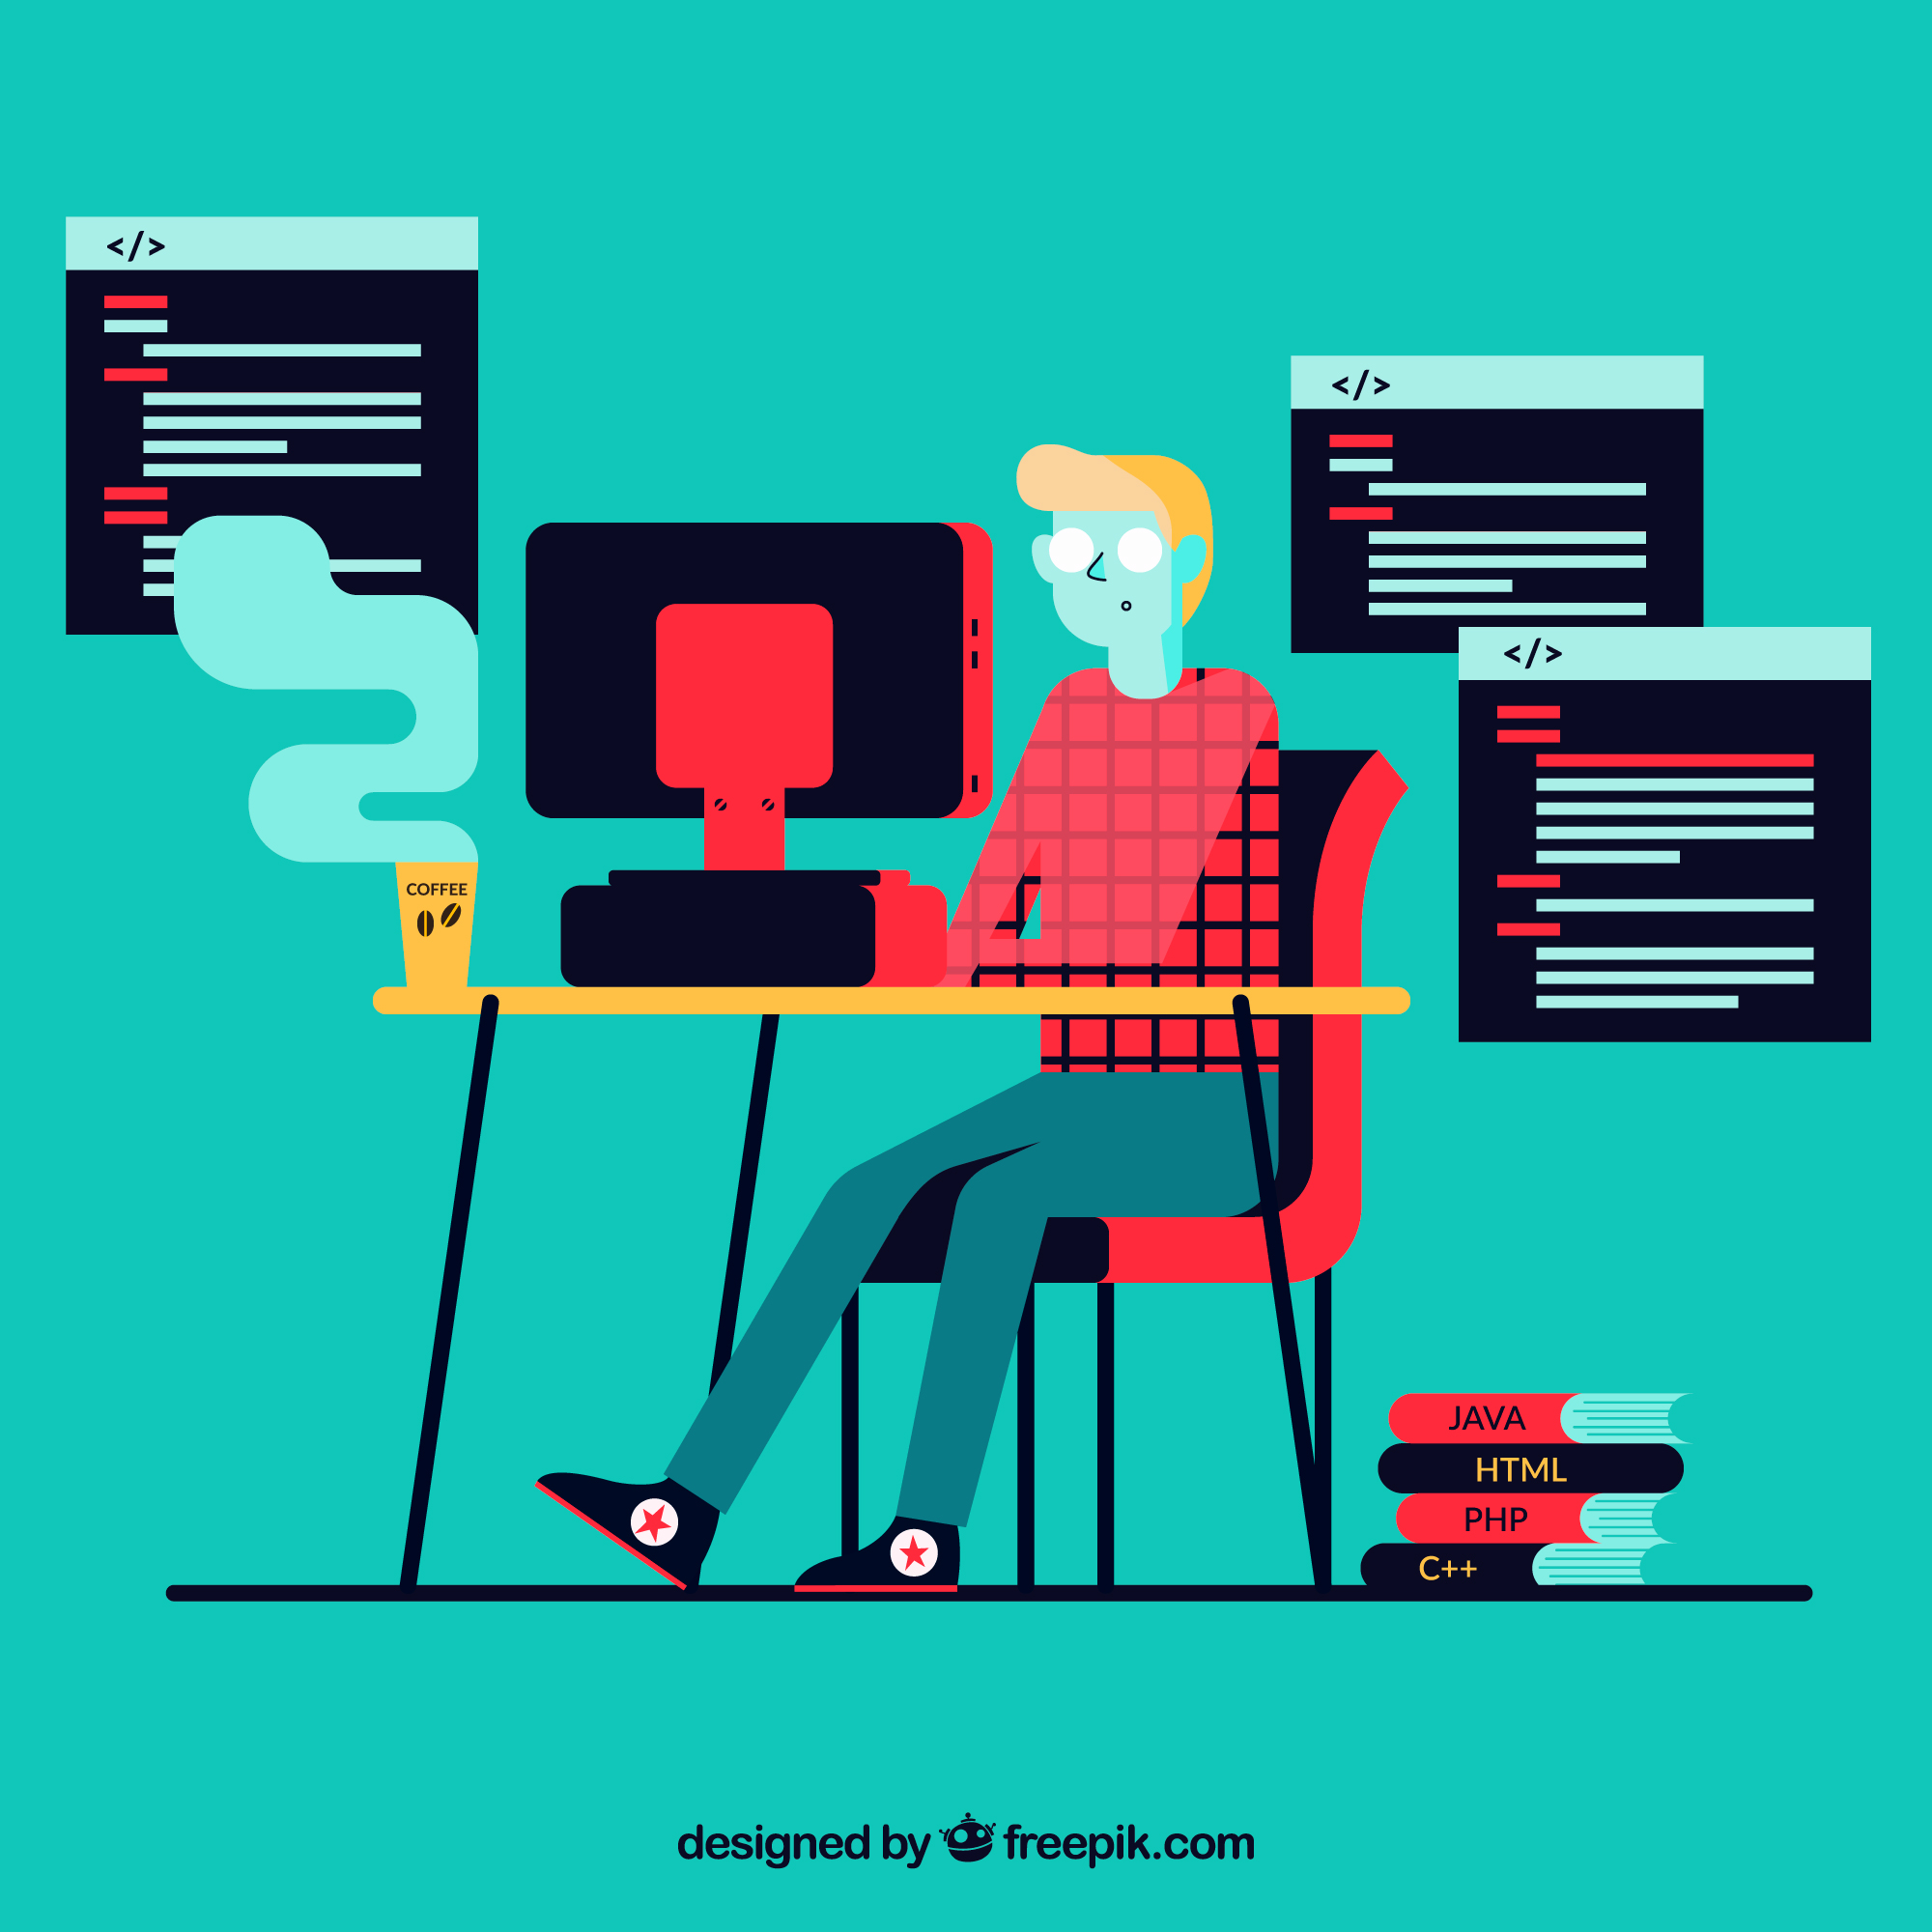 </>
</>
</>
COFFEE
JAVA
HTML
PHP
C++
designed by freepik.com